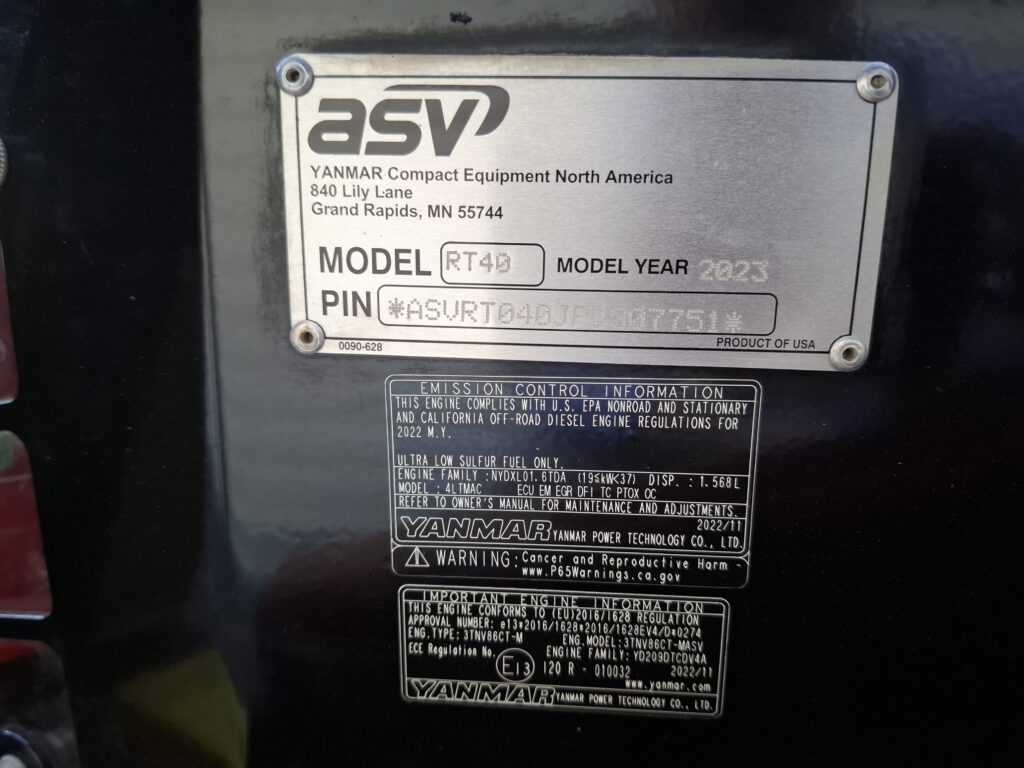 asv
YANMAR Compact Equipment North America
840 Lily Lane
Grand Rapids, MN 55744
MODEL RT40 MODEL YEAR 2023
PIN
0090-628 PRODUCT OF USA
EMISSION CONTROL INFORMATION
THIS ENGINE COMPLIES WITH U.S. EPA NONROAD AND STATIONARY
AND CALIFORNIA OFF-ROAD DIESEL ENGINE REGULATIONS FOR
2022 M.Y.
ULTRA LOW SULFUR FUEL ONLY.
ENGINE FAMILY :NYDXL01.6TDA (19≤kW<37) DISP. : 1.568L
MODEL : 4LTMAC ECU EM EGR DFI TC PTOX OC
REFER TO OWNER'S MANUAL FOR MAINTENANCE AND ADJUSTMENTS.
2022/11
YANMAR YANMAR POWER TECHNOLOGY CO., LTD.
WARNING: Cancer and Reproductive Harm -
www.P65Warnings.ca.gov
IMPORTANT ENGINE INFORMATION
THIS ENGINE CONFORMS TO (EU)2016/1628 REGULATION
APPROVAL NUMBER: e13*2016/1628*2016/1628EV4/D*0274
ENG.TYPE: 3TNV86CT-M ENG.MODEL: 3TNV86CT-MASV
ENGINE FAMILY: YD209DTCDV4A
ECE Regulation No. E13 120 R - 010032 2022/11
www.yanmar.com
YANMAR YANMAR POWER TECHNOLOGY CO., LTD.